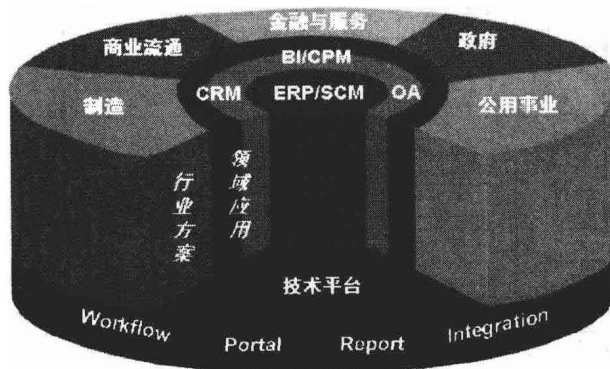 金融与服务
商业流通
政府
BI/CPM
CRM
ERP/SCM
OA
制造
公用事业
领域应用
行业方案
技术平台
Workflow
Portal
Report
Integration